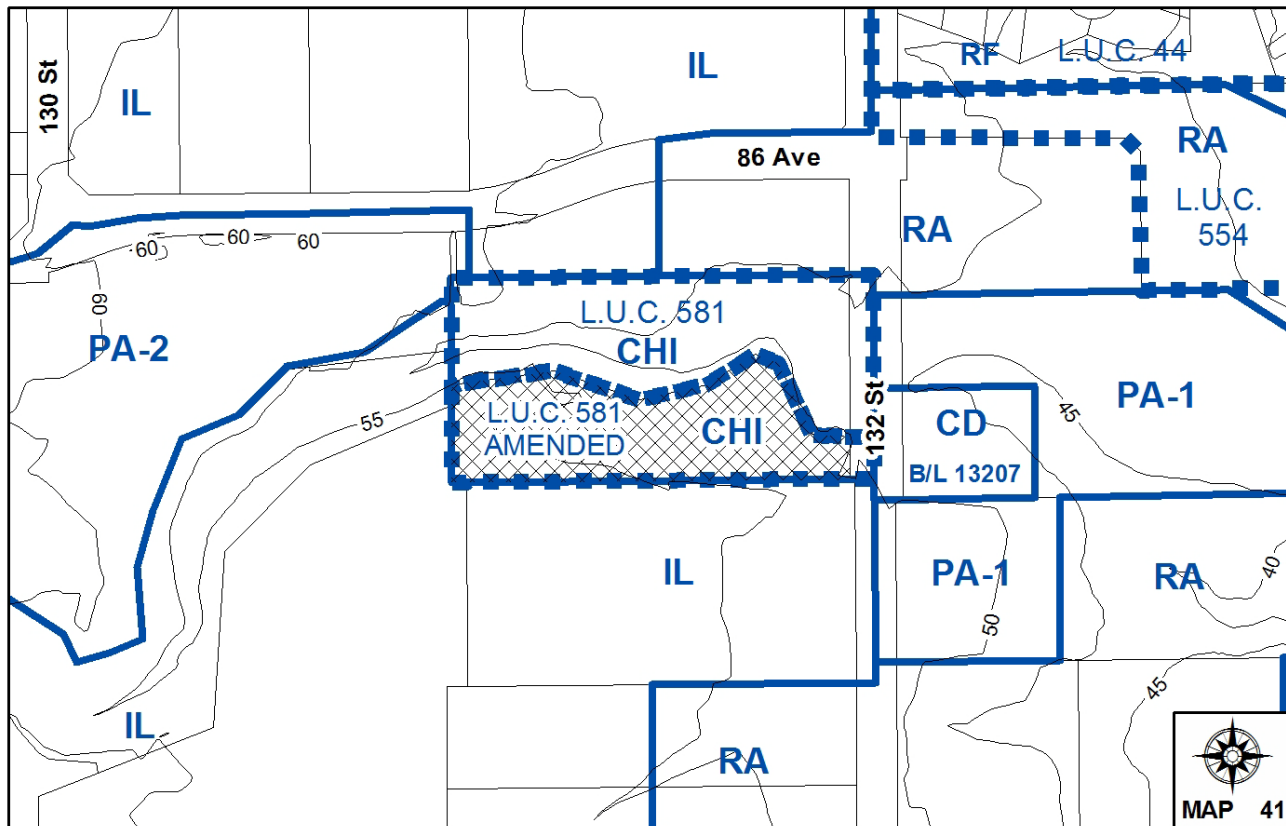 130 St
IL
IL
RF
L.U.C. 44
RA
86 Ave
L.U.C.
554
RA
60
60
60
60
PA-2
L.U.C. 581
CHI
132 St
PA-1
45
55
L.U.C. 581
AMENDED
CHI
CD
B/L 13207
IL
PA-1
50
RA
40
45
IL
RA
MAP 41